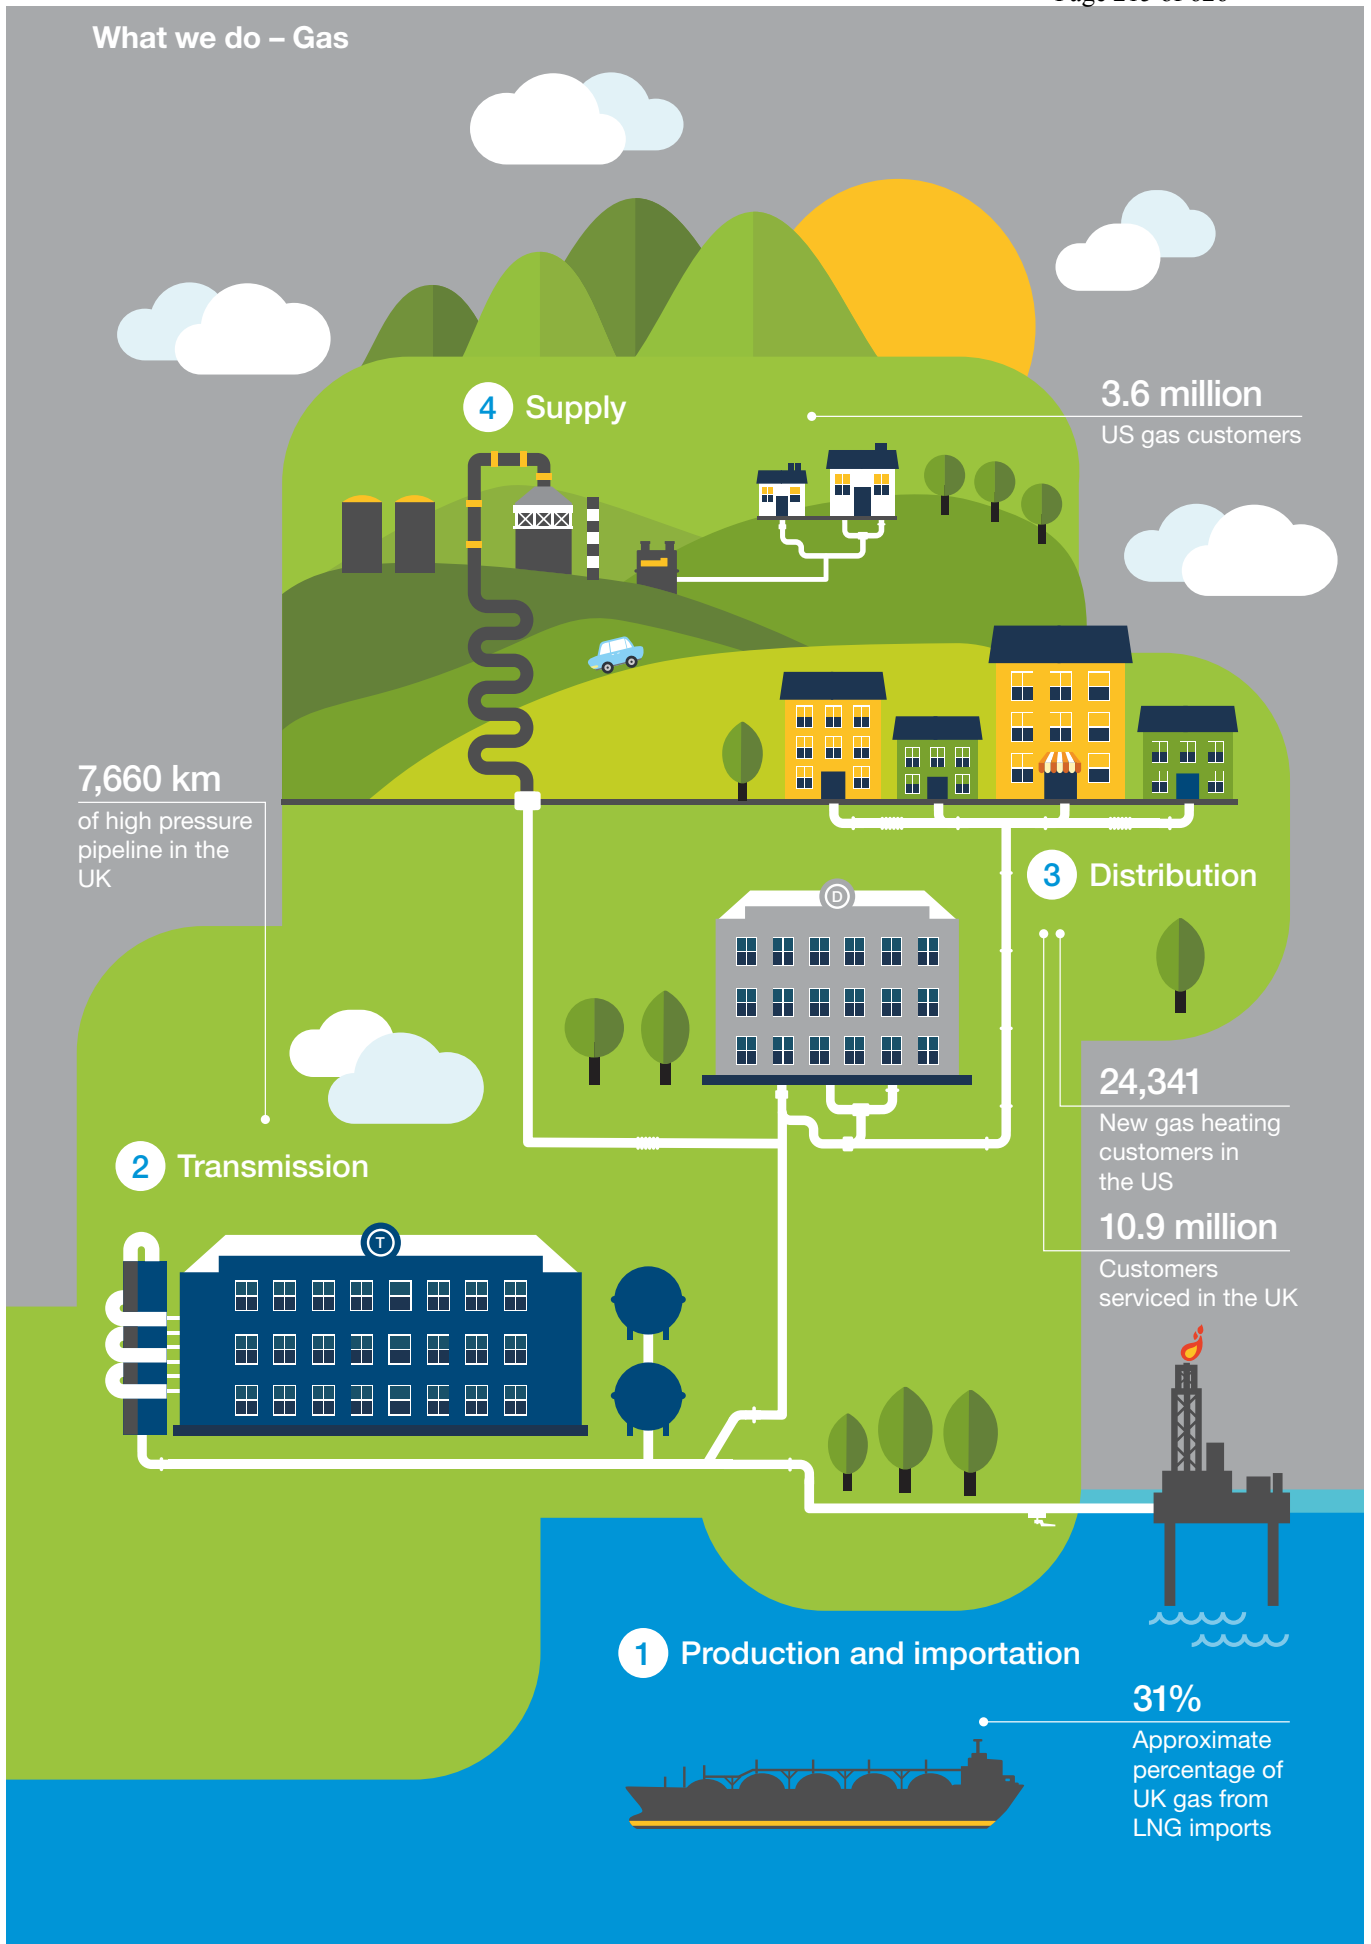 What we do – Gas
4 Supply
3.6 million
US gas customers
7,660 km
of high pressure
pipeline in the
UK
3 Distribution
D
24,341
New gas heating
customers in
the US
10.9 million
Customers
serviced in the UK
2 Transmission
T
1 Production and importation
31%
Approximate
percentage of
UK gas from
LNG imports